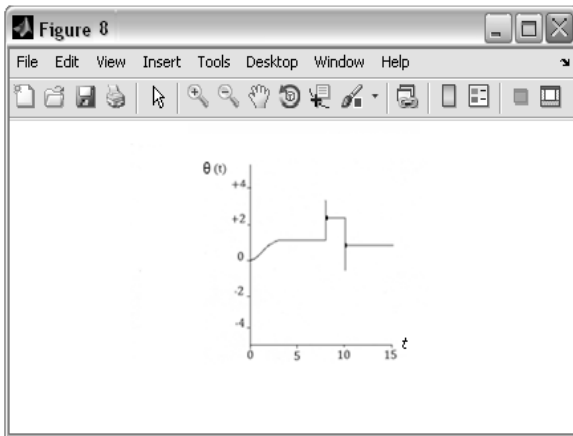 Figure 8
File Edit View Insert Tools Desktop Window Help
θ (t)
+4
+2
0
-2
-4
0 5 10 15 t